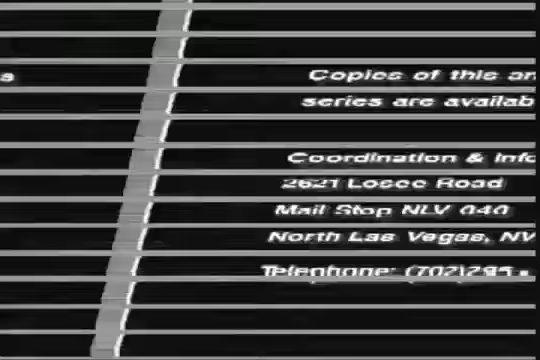 s
Copies of this an
series are availab
Coordination & Info
2621 Losee Road
Mail Stop NLV 040
North Las Vegas, NV
Telephone: (702)295